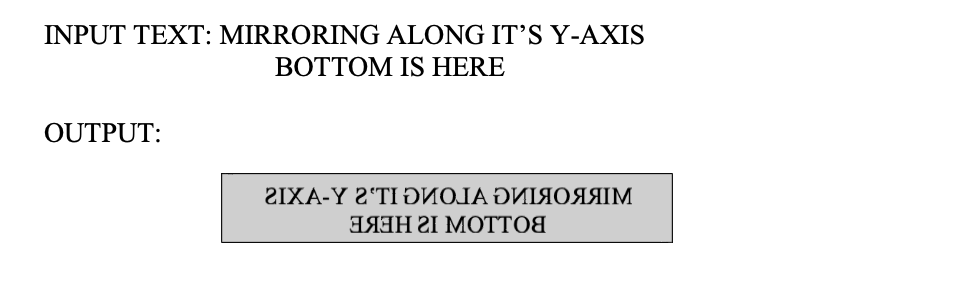 INPUT TEXT: MIRRORING ALONG IT’S Y-AXIS
BOTTOM IS HERE
OUTPUT:
MIRRORING ALONG IT’S Y-AXIS
BOTTOM IS HERE